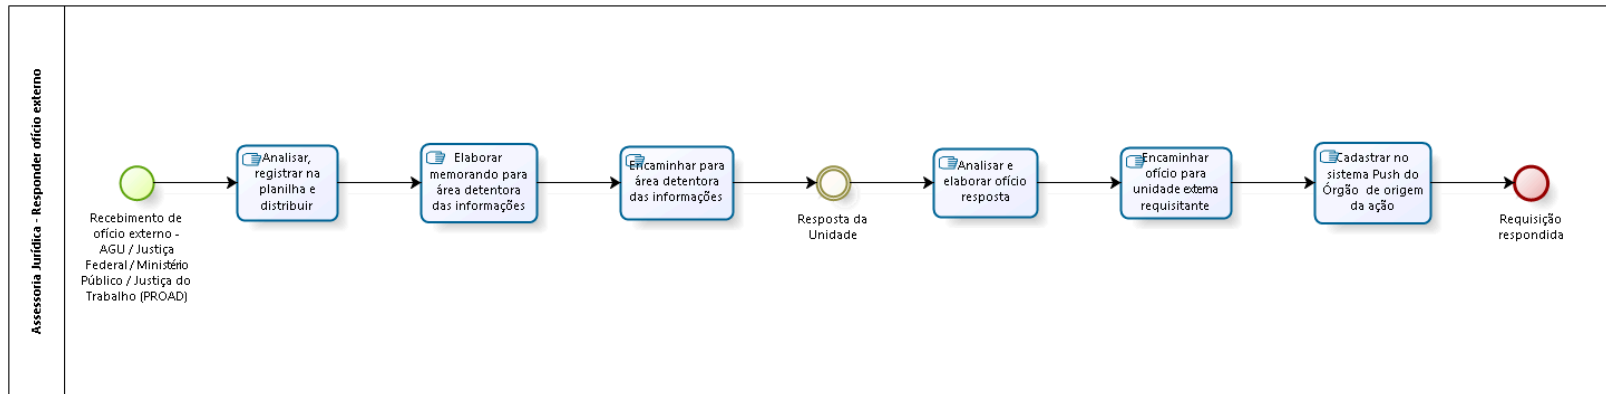 Assessoria Jurídica - Responder ofício externo
Recebimento de
ofício externo -
AGU / Justiça
Federal / Ministério
Público / Justiça do
Trabalho (PROAD)
Analisar,
registrar na
planilha e
distribuir
Elaborar
memorando para
área detentora
das informações
Encaminhar para
área detentora
das informações
Resposta da
Unidade
Analisar e
elaborar ofício
resposta
Encaminhar
ofício para
unidade externa
requisitante
Cadastrar no
sistema Push do
Órgão de origem
da ação
Requisição
respondida